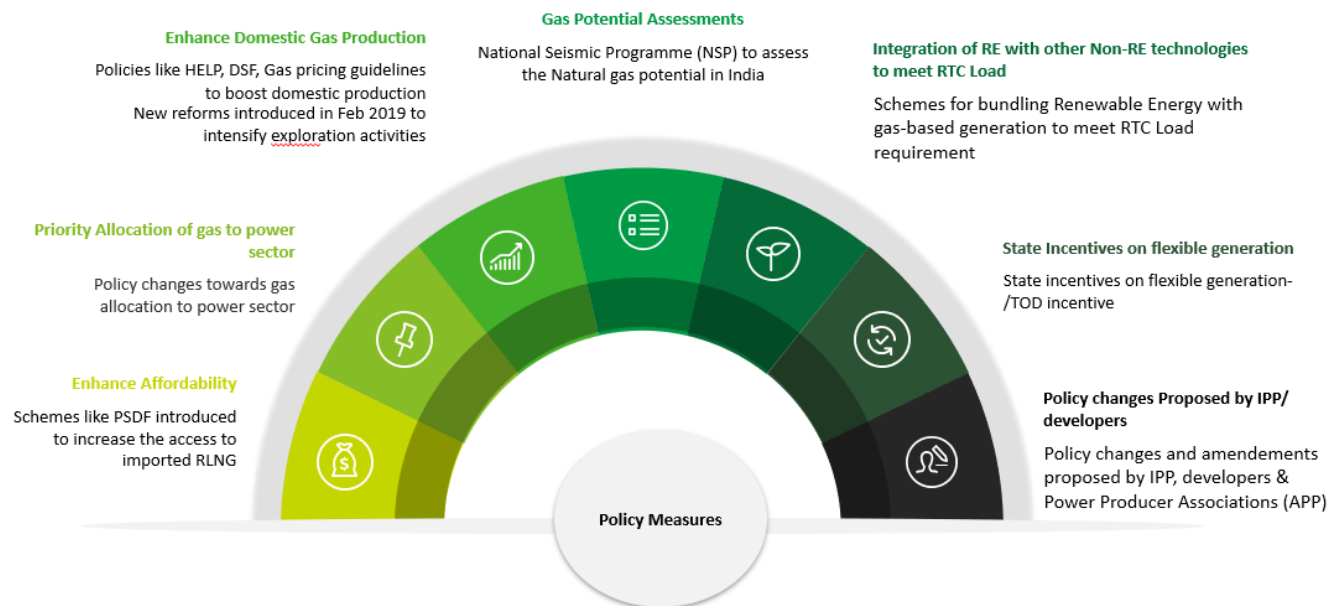 Gas Potential Assessments
National Seismic Programme (NSP) to assess
the Natural gas potential in India
Enhance Domestic Gas Production
Policies like HELP, DSF, Gas pricing guidelines
to boost domestic production
New reforms introduced in Feb 2019 to
intensify exploration activities
Integration of RE with other Non-RE technologies
to meet RTC Load
Schemes for bundling Renewable Energy with
gas-based generation to meet RTC Load
requirement
Priority Allocation of gas to power
sector
Policy changes towards gas
allocation to power sector
State Incentives on flexible generation
State incentives on flexible generation-
/TOD incentive
Enhance Affordability
Schemes like PSDF introduced
to increase the access to
imported RLNG
Policy changes Proposed by IPP/
developers
Policy changes and amendements
proposed by IPP, developers &
Power Producer Associations (APP)
$
Policy Measures